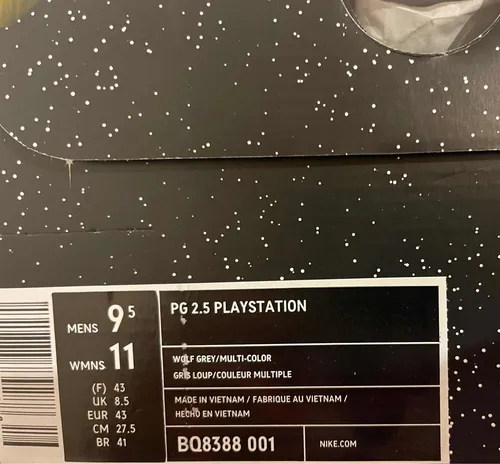 MENS 9 5
WMNS 11
(F) 43
UK 8.5
EUR 43
CM 27.5
BR 41
PG 2.5 PLAYSTATION
WOLF GREY/MULTI-COLOR
GRIS LOUP/COULEUR MULTIPLE
MADE IN VIETNAM / FABRIQUE AU VIETNAM /
HECHO EN VIETNAM
BQ8388 001
NIKE.COM